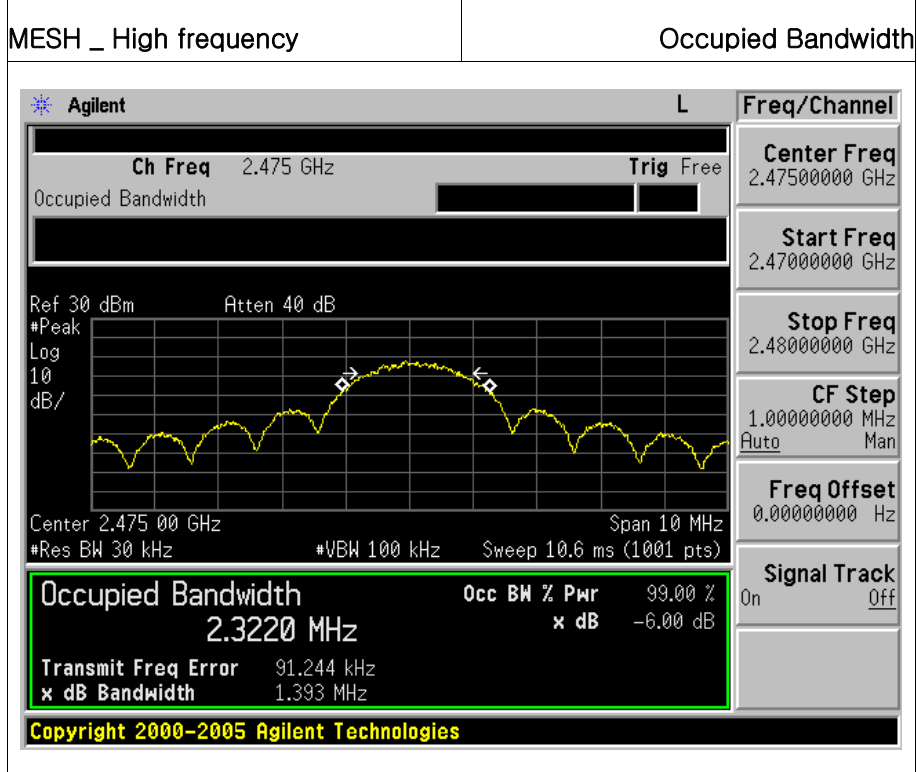 MESH _ High frequency
Occupied Bandwidth
Agilent
L
Freq/Channel
Ch Freq 2.475 GHz
Trig Free
Occupied Bandwidth
Center Freq
2.47500000 GHz
Start Freq
2.47000000 GHz
Stop Freq
2.48000000 GHz
CF Step
1.00000000 MHz
Auto Man
Freq Offset
0.00000000 Hz
Signal Track
On Off
Ref 30 dBm
Atten 40 dB
#Peak
Log
10
dB/
Center 2.475 00 GHz
Span 10 MHz
#Res BW 30 kHz
#VBW 100 kHz
Sweep 10.6 ms (1001 pts)
Occupied Bandwidth
2.3220 MHz
Occ BW % Pwr 99.00 %
x dB -6.00 dB
Transmit Freq Error 91.244 kHz
x dB Bandwidth 1.393 MHz
Copyright 2000-2005 Agilent Technologies